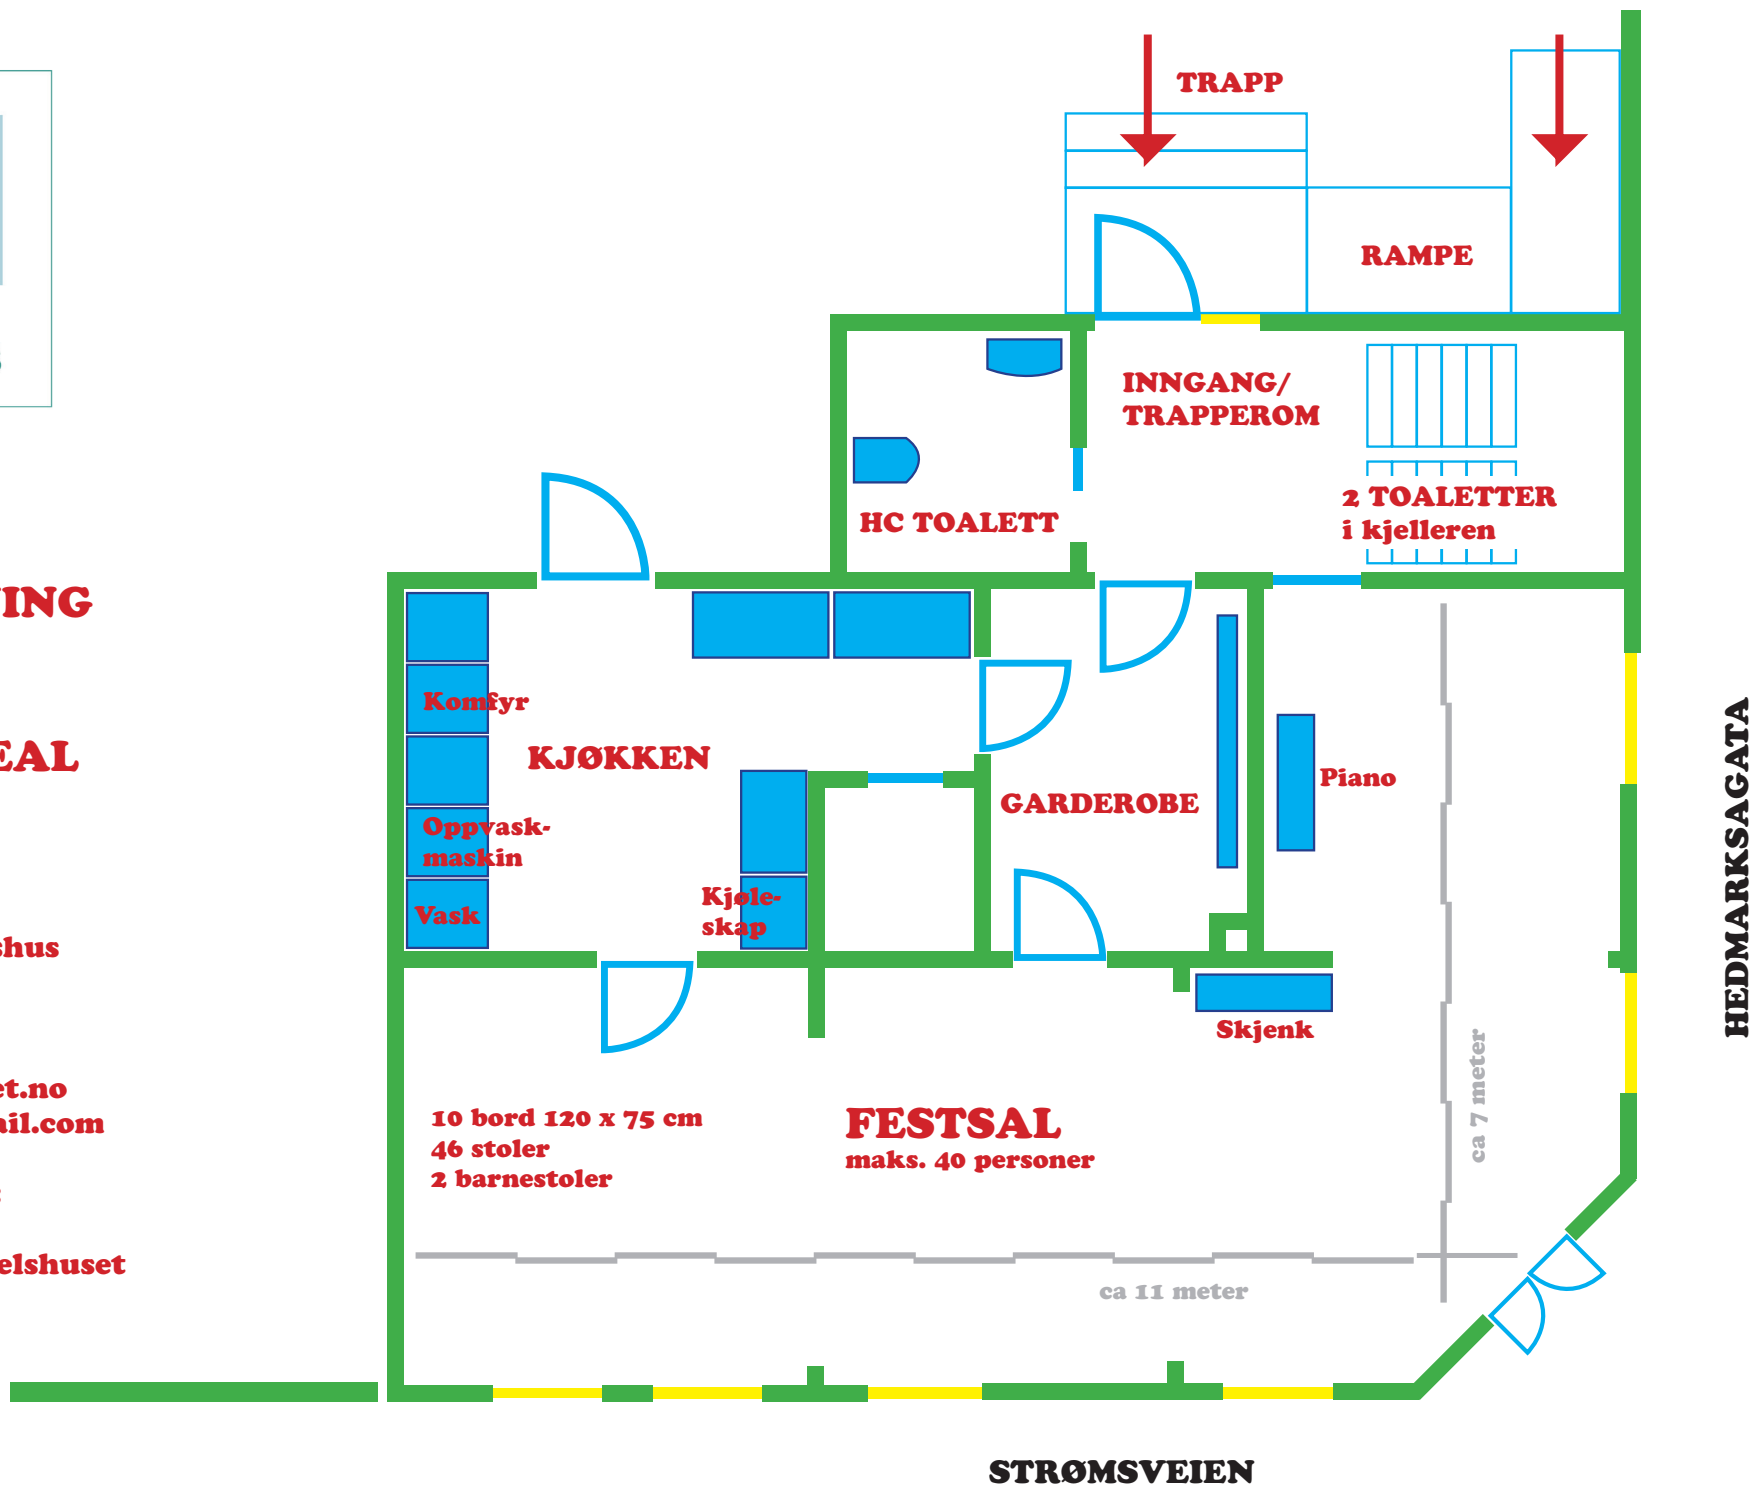 TRAPP
RAMPE
INNGANG/
TRAPPEROM
2 TOALETTER
i kjelleren
HC TOALETT
Komfyr
KJØKKEN
Oppvask-
maskin
Vask
Kjøle-
skap
GARDEROBE
Piano
Skjenk
10 bord 120 x 75 cm
46 stoler
2 barnestoler
FESTSAL
maks. 40 personer
ca 7 meter
ca 11 meter
HEDMARKSAGATA
STRØMSVEIEN
ING
EAL
shus
et.no
ail.com
elshuset